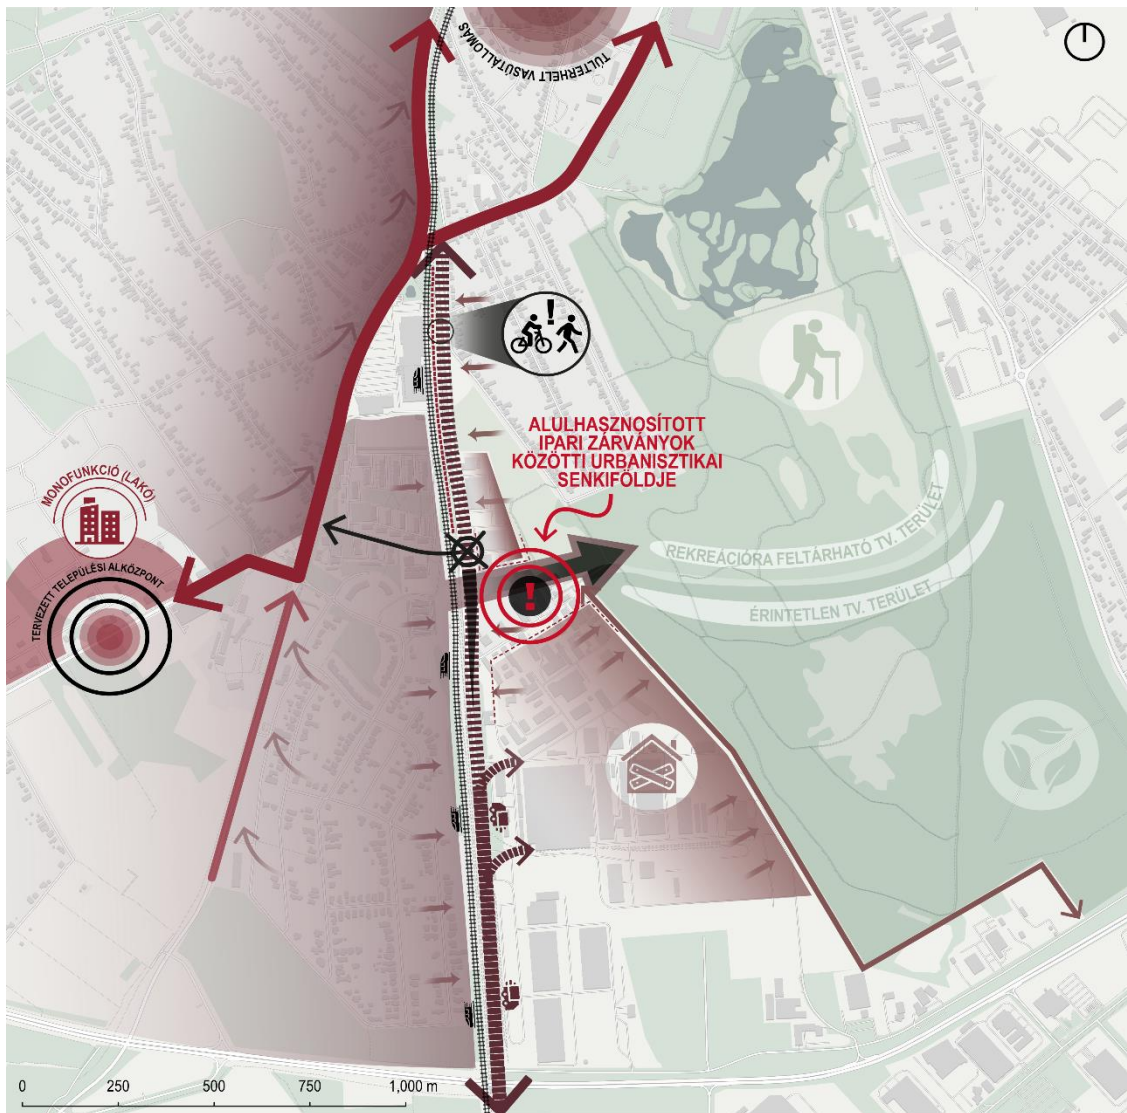 TÚLTERHELT VASÚTÁLLOMÁS
ALULHASZNOSÍTOTT
IPARI ZÁRVÁNYOK
KÖZÖTTI URBANISZTIKAI
SENKIFÖLDJE
MONOFUNKCIÓ (LAKÓ)
TERVEZETT TELEPÜLÉSI ALKÖZPONT
REKREÁCIÓRA FELTÁRHATÓ TV. TERÜLET
ÉRINTETLEN TV. TERÜLET
!
!
0 250 500 750 1,000 m